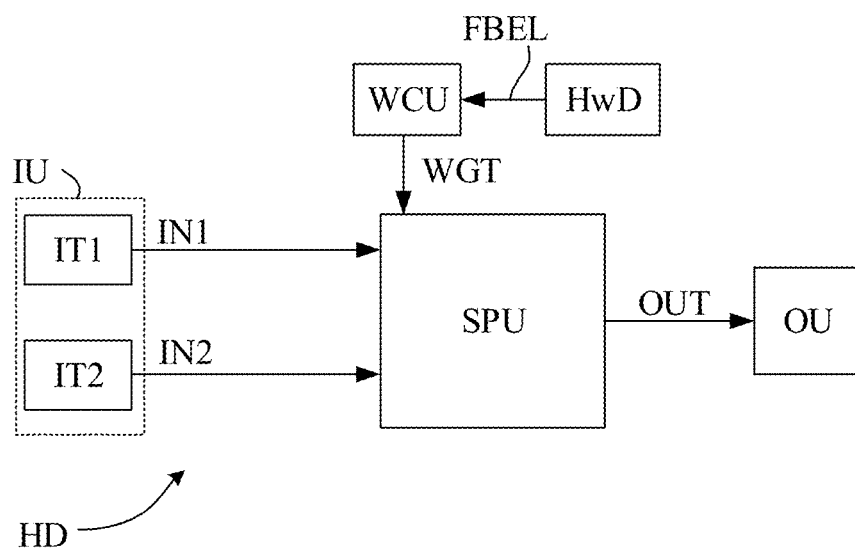 FBEL
WCU
HwD
IU
WGT
IT1
IN1
SPU
OUT
OU
IT2
IN2
HD